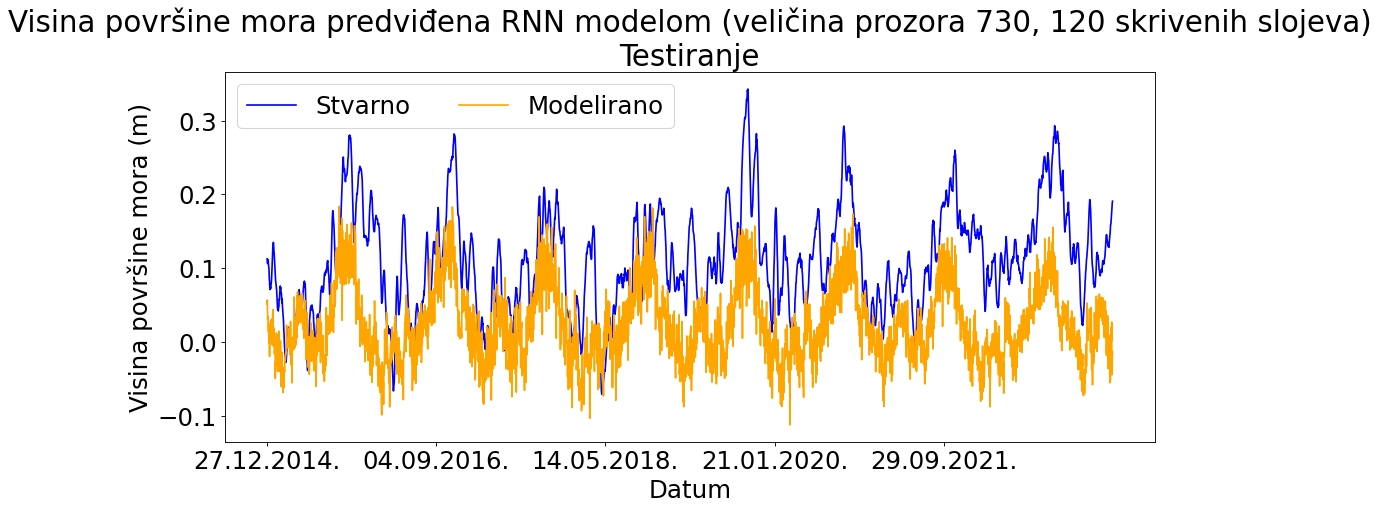 Visina površine mora predviđena RNN modelom (veličina prozora 730, 120 skrivenih slojeva)
Testiranje
Stvarno Modelirano
Visina površine mora (m)
0.3
0.2
0.1
0.0
−0.1
27.12.2014. 04.09.2016. 14.05.2018. 21.01.2020. 29.09.2021.
Datum